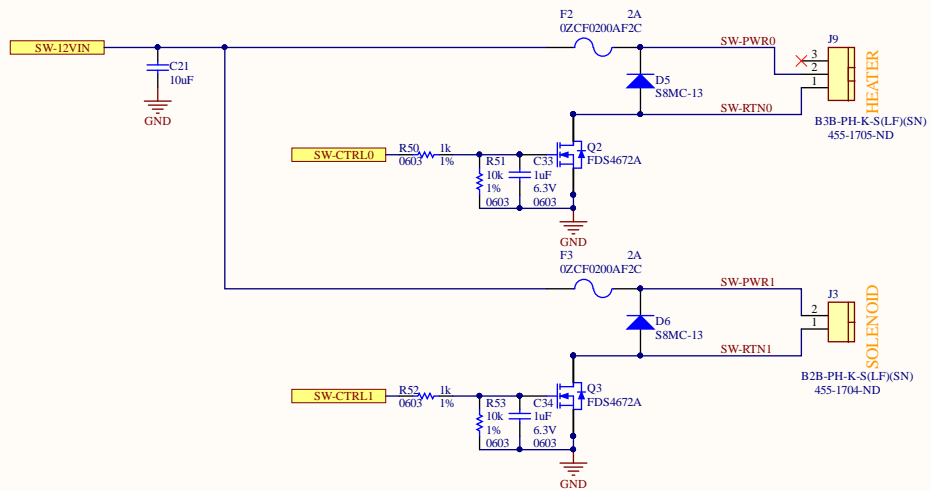 F2 2A
0ZCF0200AF2C
SW-12VIN
SW-PWR0
J9
C21
10uF
3
2
1
HEATER
GND
D5
S8MC-13
SW-RTN0
B3B-PH-K-S(LF)(SN)
455-1705-ND
SW-CTRL0
R50 1k
0603 1%
R51
10k
1%
0603
C33
1uF
6.3V
0603
Q2
FDS4672A
GND
F3 2A
0ZCF0200AF2C
SW-PWR1
J3
2
1
SOLENOID
D6
S8MC-13
SW-RTN1
B2B-PH-K-S(LF)(SN)
455-1704-ND
SW-CTRL1
R52 1k
0603 1%
R53
10k
1%
0603
C34
1uF
6.3V
0603
Q3
FDS4672A
GND